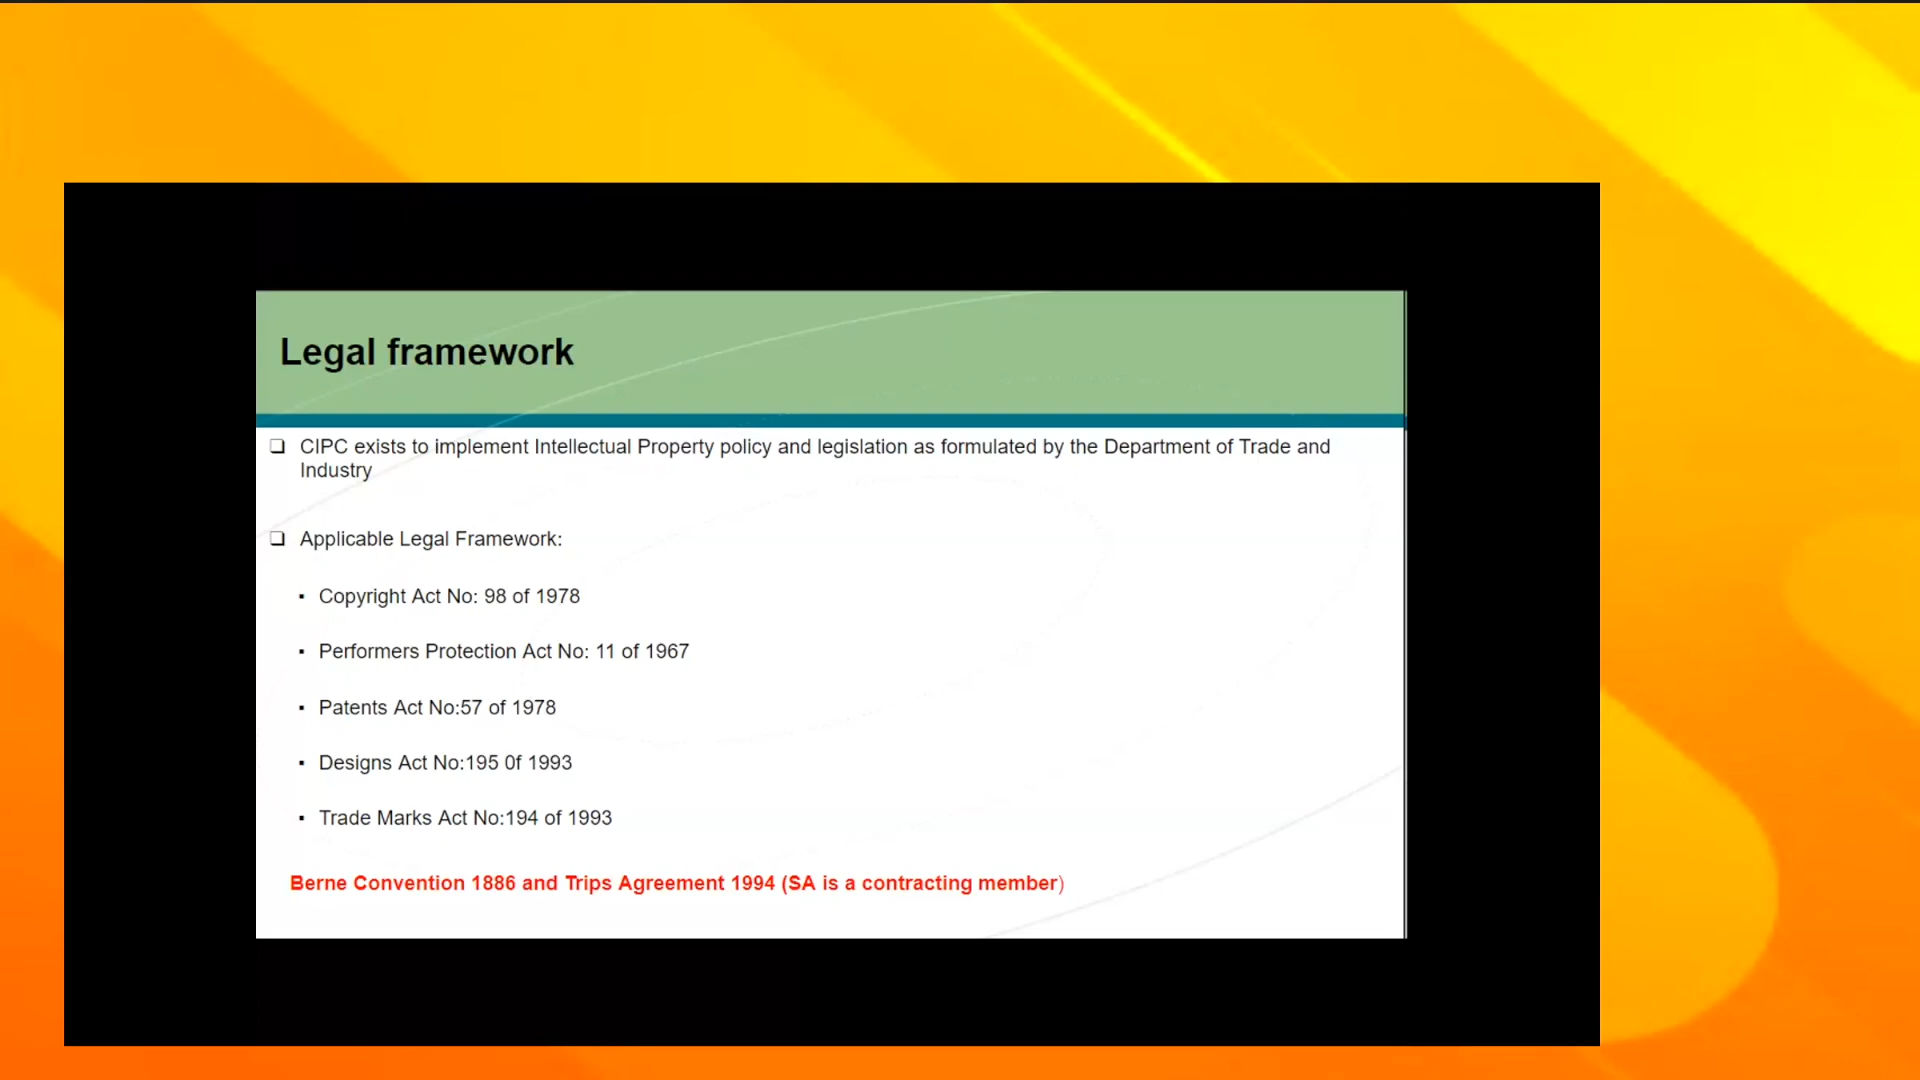 Legal framework
❑ CIPC exists to implement Intellectual Property policy and legislation as formulated by the Department of Trade and
Industry
❑ Applicable Legal Framework:
▪ Copyright Act No: 98 of 1978
▪ Performers Protection Act No: 11 of 1967
▪ Patents Act No:57 of 1978
▪ Designs Act No:195 0f 1993
▪ Trade Marks Act No:194 of 1993
Berne Convention 1886 and Trips Agreement 1994 (SA is a contracting member)